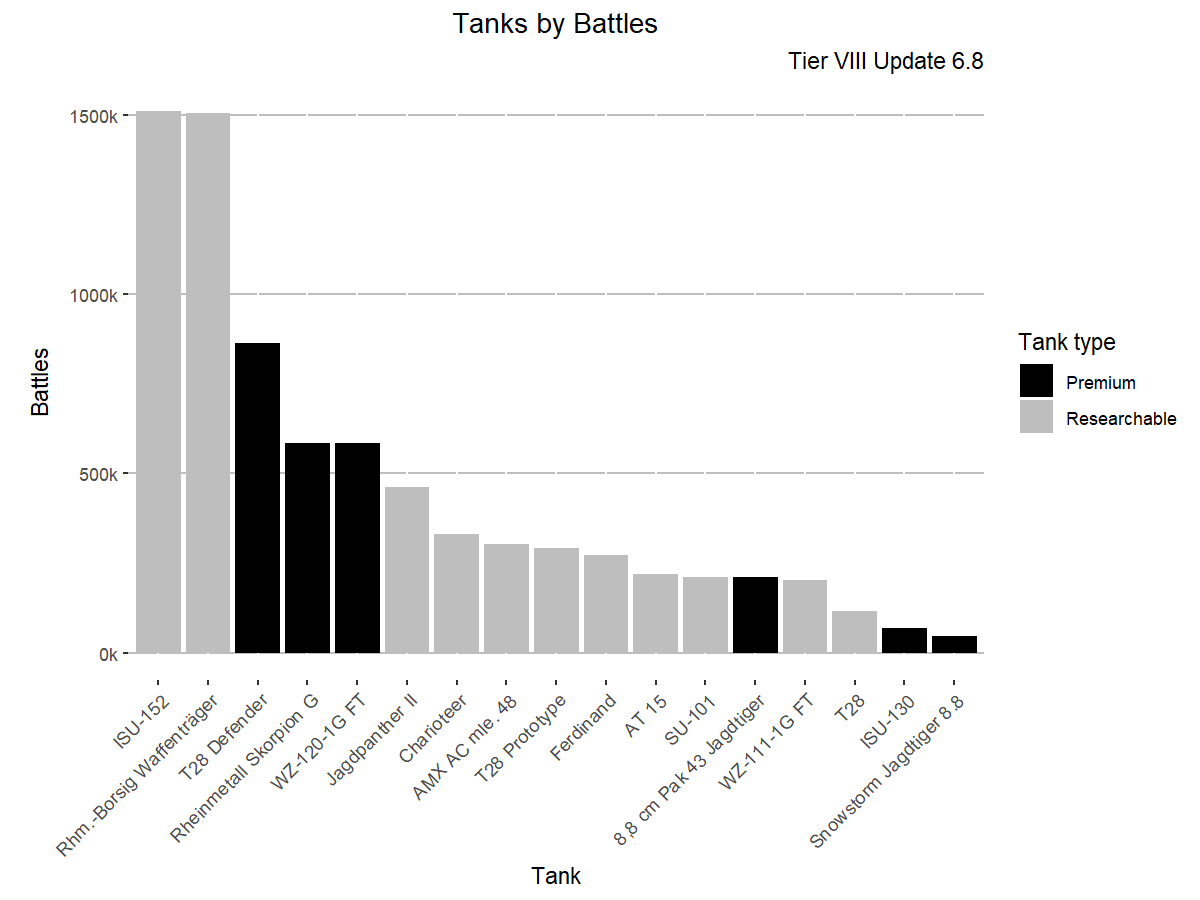 Tanks by Battles
Tier VIII Update 6.8
Battles
1500k
1000k
500k
0k
ISU-152
Rhm.-Borsig Waffenträger
T28 Defender
Rheinmetall Skorpion G
WZ-120-1G FT
Jagdpanther II
Charioteer
AMX AC mle. 48
T28 Prototype
Ferdinand
AT 15
SU-101
8,8 cm Pak 43 Jagdtiger
WZ-111-1G FT
T28
ISU-130
Snowstorm Jagdtiger 8.8
Tank
Tank type
Premium
Researchable